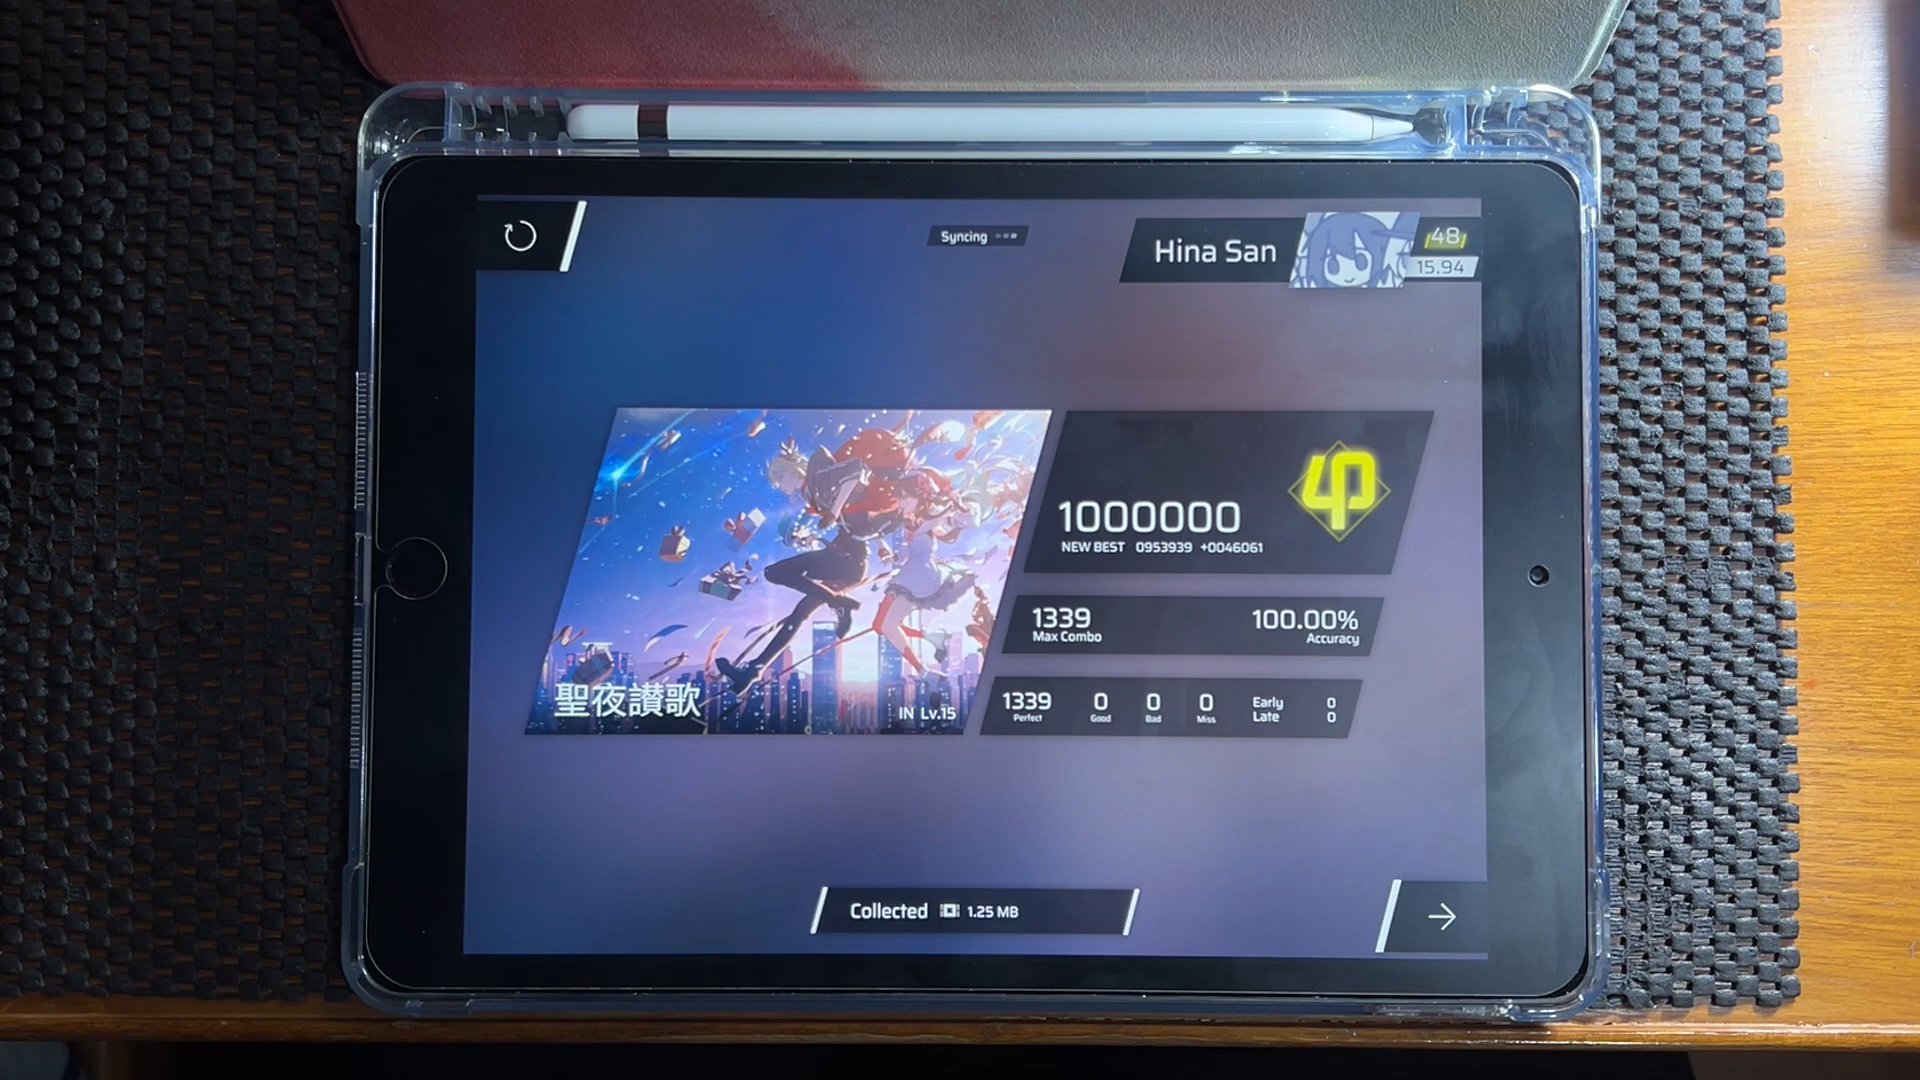 Syncing
Hina San
48
15.94
1000000
NEW BEST 0953939 +0046061
1339
Max Combo
100.00%
Accuracy
聖夜讃歌
IN Lv.15
1339
Perfect
0
Good
0
Bad
0
Miss
Early 0
Late 0
Collected 1.25 MB